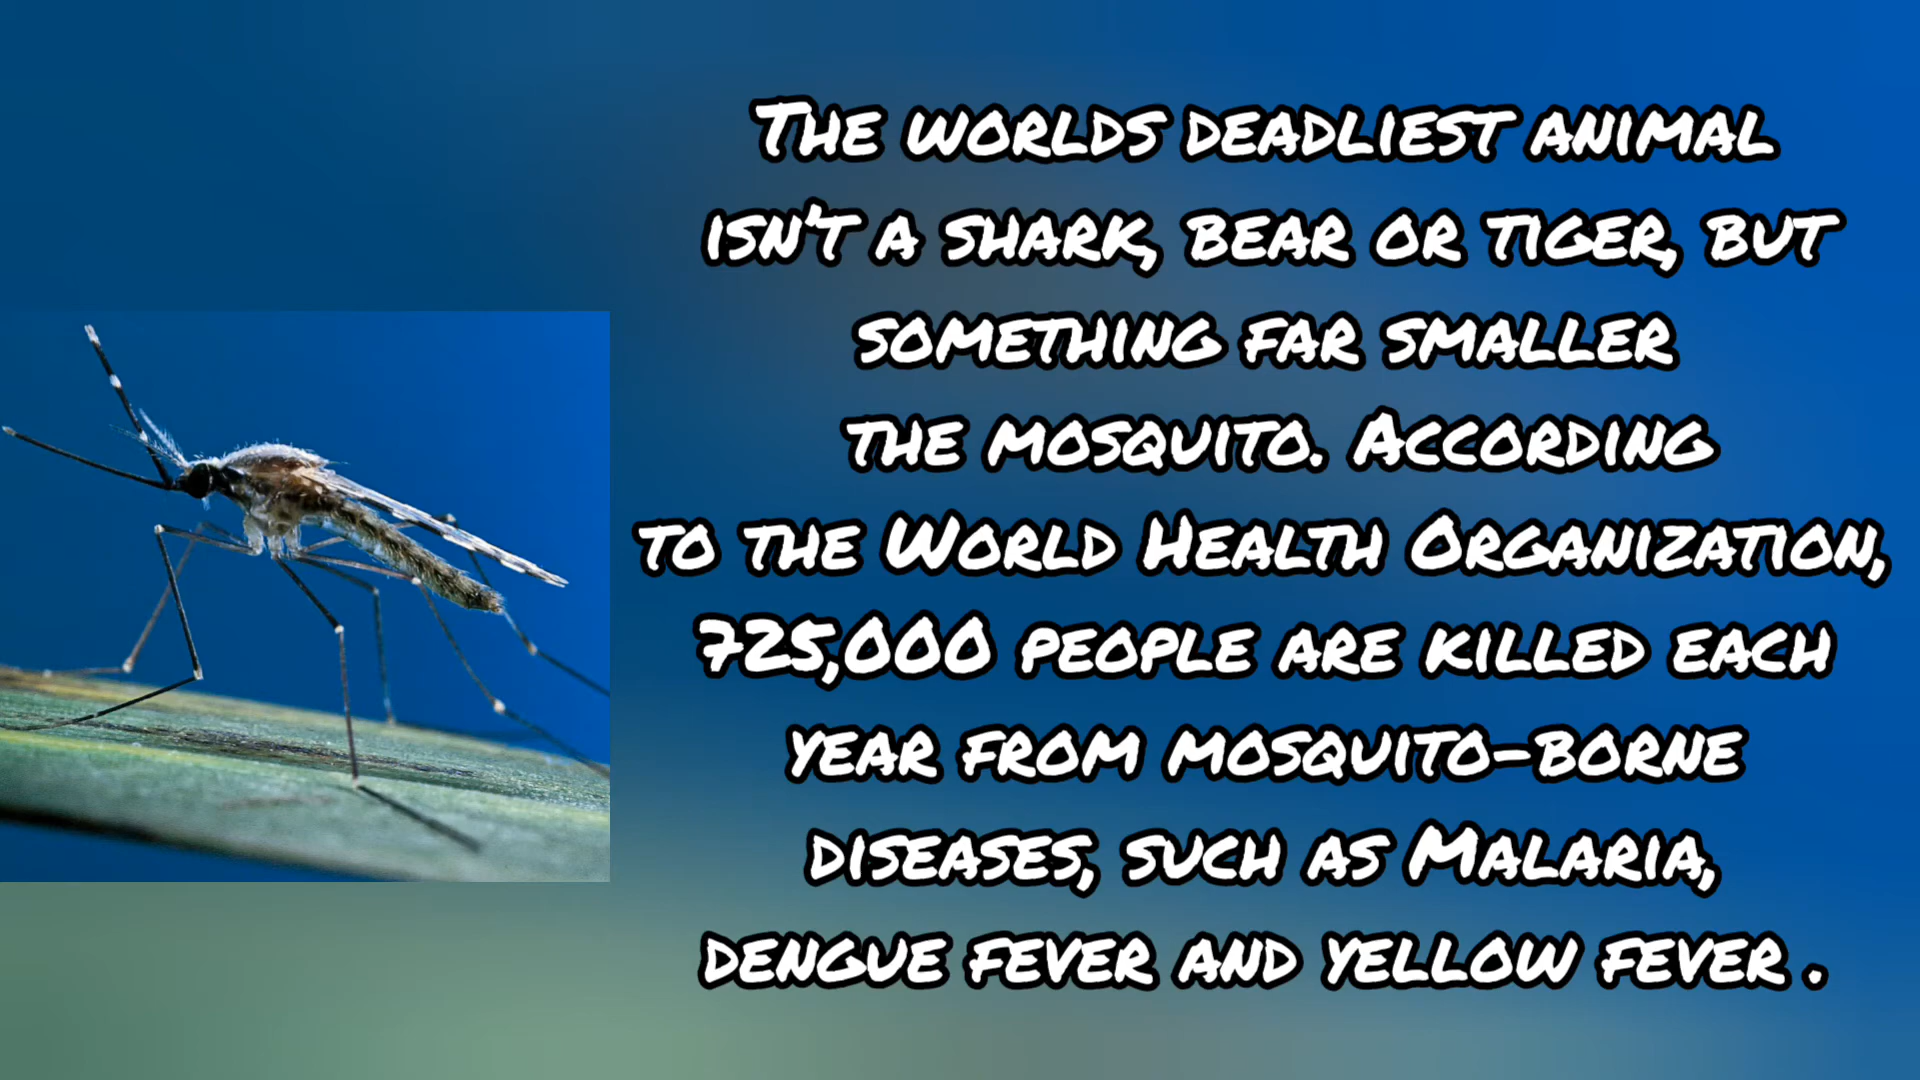 The worlds deadliest animal
isn't a shark, bear or tiger, but
something far smaller
the mosquito. According
to the World Health Organization,
725,000 people are killed each
year from mosquito-borne
diseases, such as Malaria,
dengue fever and yellow fever .